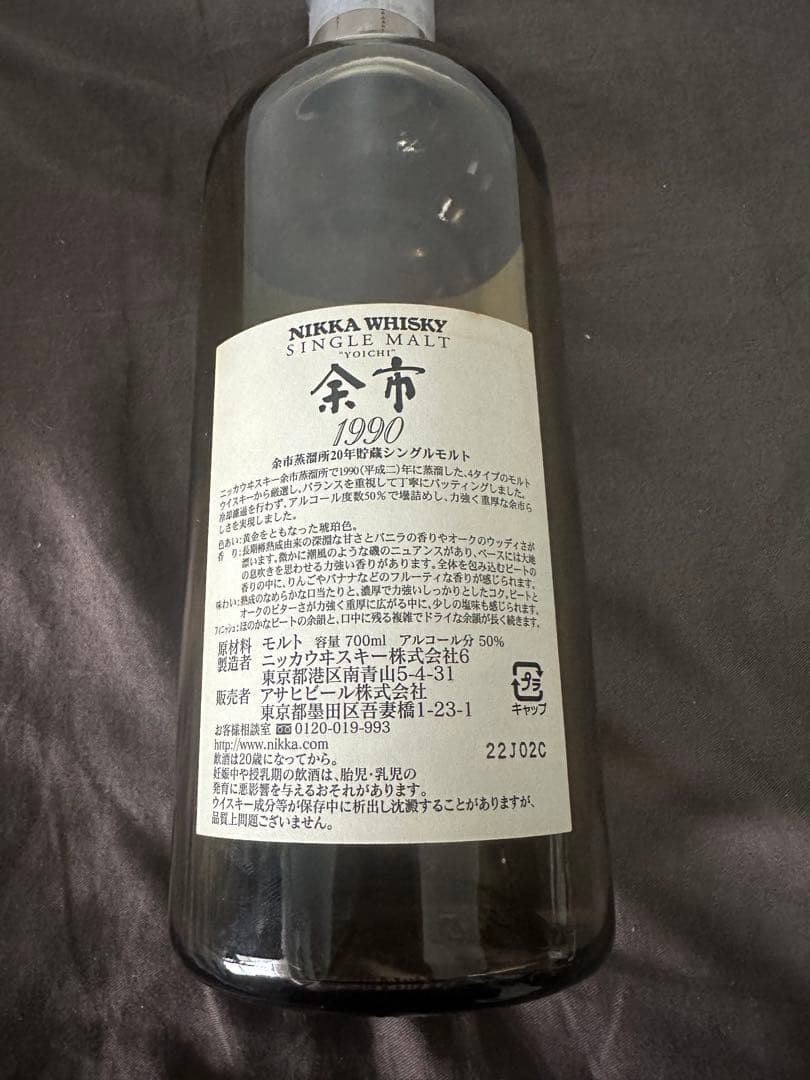 NIKKA WHISKY
SINGLE MALT
"YOICHI"
余市
1990
余市蒸溜所20年貯蔵シングルモルト
ニッカウヰスキー余市蒸溜所で1990(平成二)年に蒸溜した、4タイプのモルト
ウイスキーから厳選し、バランスを重視して丁寧にバッティングしました。
冷却濾過を行わず、アルコール度数50%で壜詰めし、力強く重厚な余市ら
しさを実現しました。
色あい:黄金をともなった琥珀色。
香り:長期樽熟成由来の深淵な甘さとバニラの香りやオークのウッディさが
漂います。微かに潮風のような磯のニュアンスがあり、ベースには大地
の息吹きを思わせる力強い香りがあります。全体を包み込むピートの
香りの中に、りんごやバナナなどのフルーティな香りが感じられます。
味わい:熟成のなめらかな口当たりと、濃厚で力強いしっかりとしたコク。ピートと
オークのビターさが力強く重厚に広がる中に、少しの塩味も感じられます。
フィニッシュ:ほのかなピートの余韻と、口中に残る複雑でドライな余韻が長く続きます。
原材料 モルト 容量 700ml アルコール分 50%
製造者 ニッカウヰスキー株式会社6
東京都港区南青山5-4-31
販売者 アサヒビール株式会社
東京都墨田区吾妻橋1-23-1
プラ
キャップ
お客様相談室 0120-019-993
http://www.nikka.com
22J02C
飲酒は20歳になってから。
妊娠中や授乳期の飲酒は、胎児・乳児の
発育に悪影響を与えるおそれがあります。
ウイスキー成分等が保存中に析出し沈澱することがありますが、
品質上問題ございません。